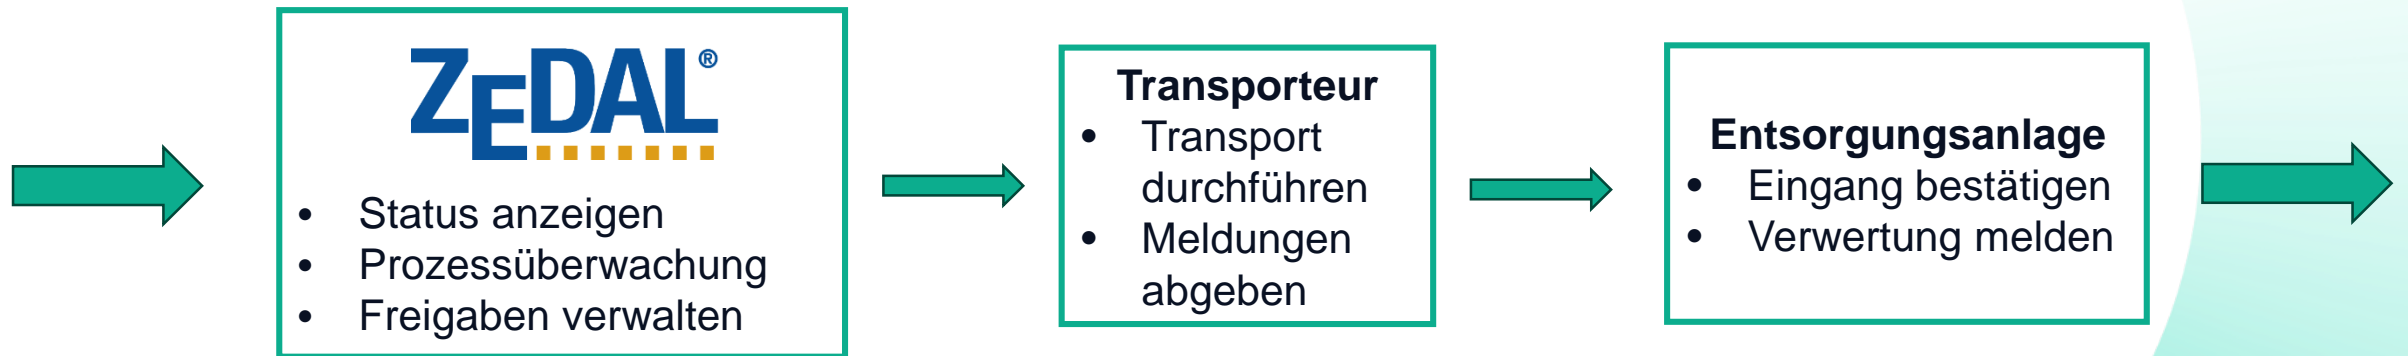 ZEDAL®
• Status anzeigen
• Prozessüberwachung
• Freigaben verwalten
Transporteur
• Transport
durchführen
• Meldungen
abgeben
Entsorgungsanlage
• Eingang bestätigen
• Verwertung melden